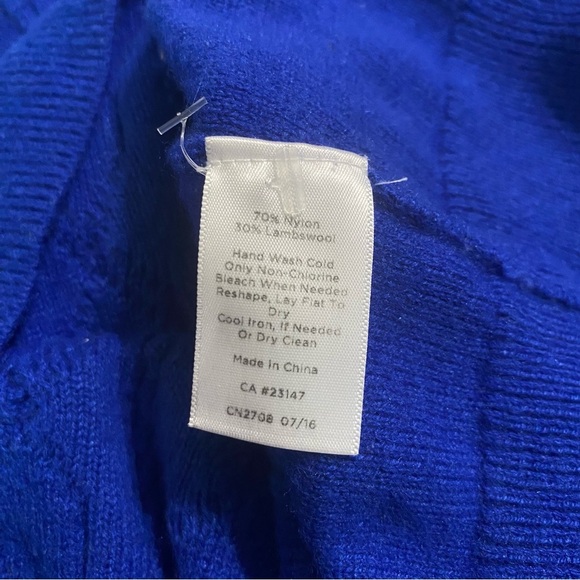 70% Nylon
30% Lambswool
Hand Wash Cold
Only Non-Chlorine
Bleach When Needed
Reshape, Lay Flat To
Dry
Cool Iron, If Needed
Or Dry Clean
Made in China
CA #23147
CN2708 07/16